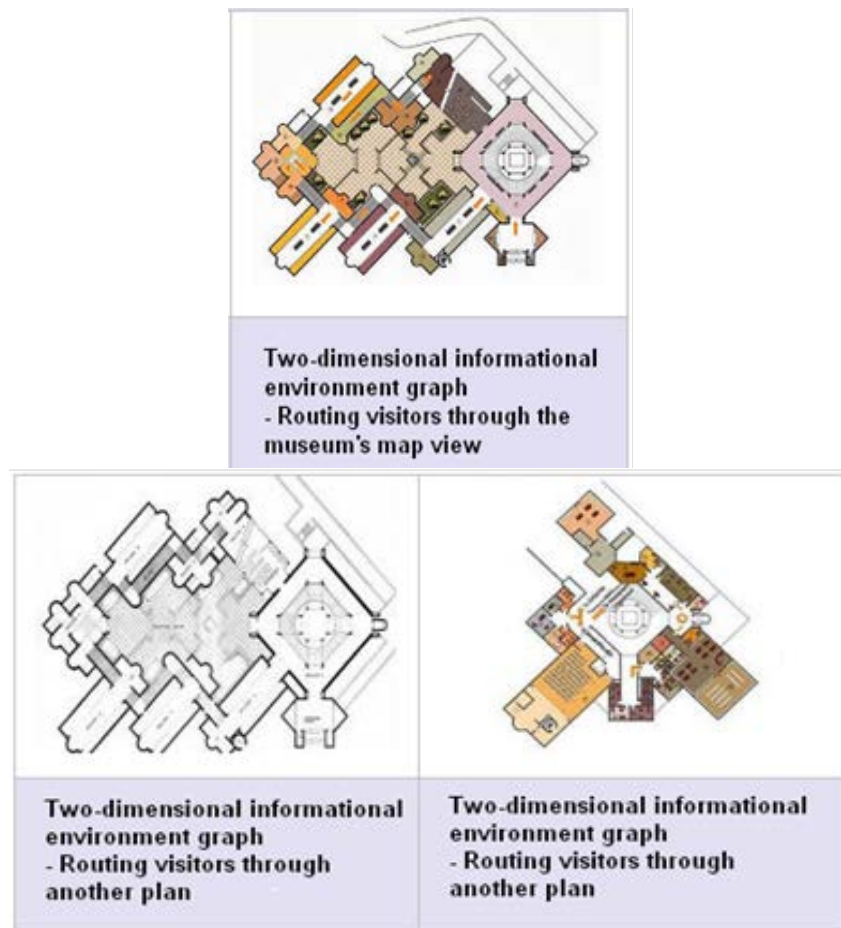 Two-dimensional informational
environment graph
- Routing visitors through the
museum's map view
Two-dimensional informational
environment graph
- Routing visitors through
another plan
Two-dimensional informational
environment graph
- Routing visitors through
another plan